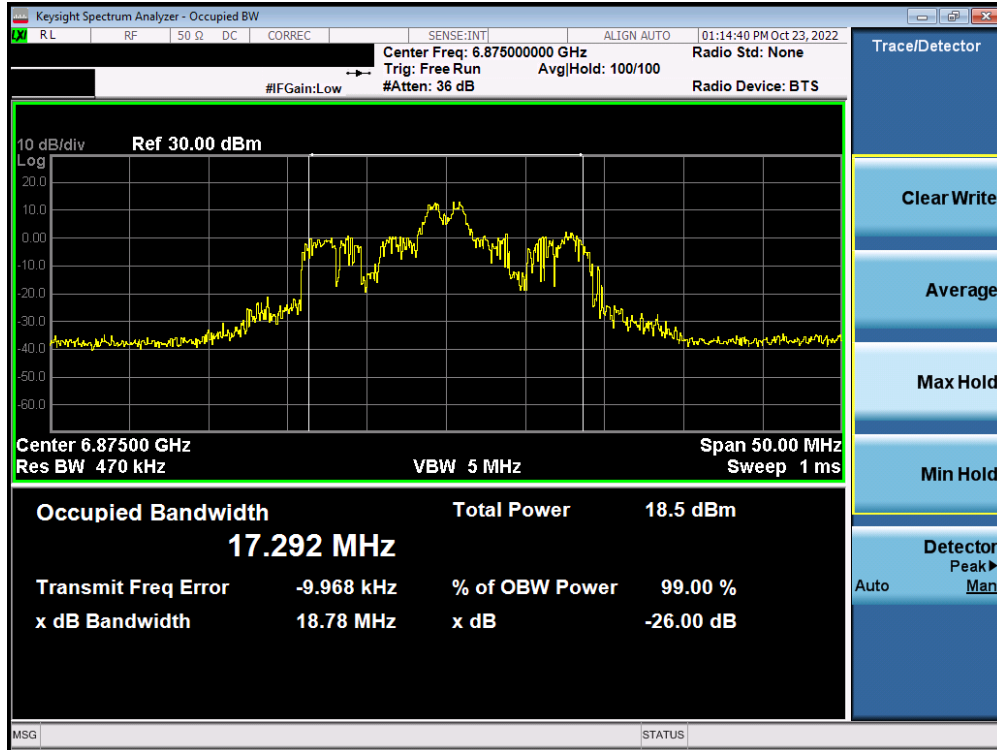 Keysight Spectrum Analyzer - Occupied BW
LXI RL RF 50 Ω DC CORREC SENSE:INT ALIGN AUTO 01:14:40 PM Oct 23, 2022
Center Freq: 6.875000000 GHz Radio Std: None
Trig: Free Run Avg|Hold: 100/100
#IFGain:Low #Atten: 36 dB Radio Device: BTS
10 dB/div Ref 30.00 dBm
Log
20.0
10.0
0.00
-10.0
-20.0
-30.0
-40.0
-50.0
-60.0
Center 6.87500 GHz Span 50.00 MHz
Res BW 470 kHz VBW 5 MHz Sweep 1 ms
Occupied Bandwidth Total Power 18.5 dBm
17.292 MHz
Transmit Freq Error -9.968 kHz % of OBW Power 99.00 %
x dB Bandwidth 18.78 MHz x dB -26.00 dB
MSG STATUS
Trace/Detector
Clear Write
Average
Max Hold
Min Hold
Detector
Peak
Auto Man